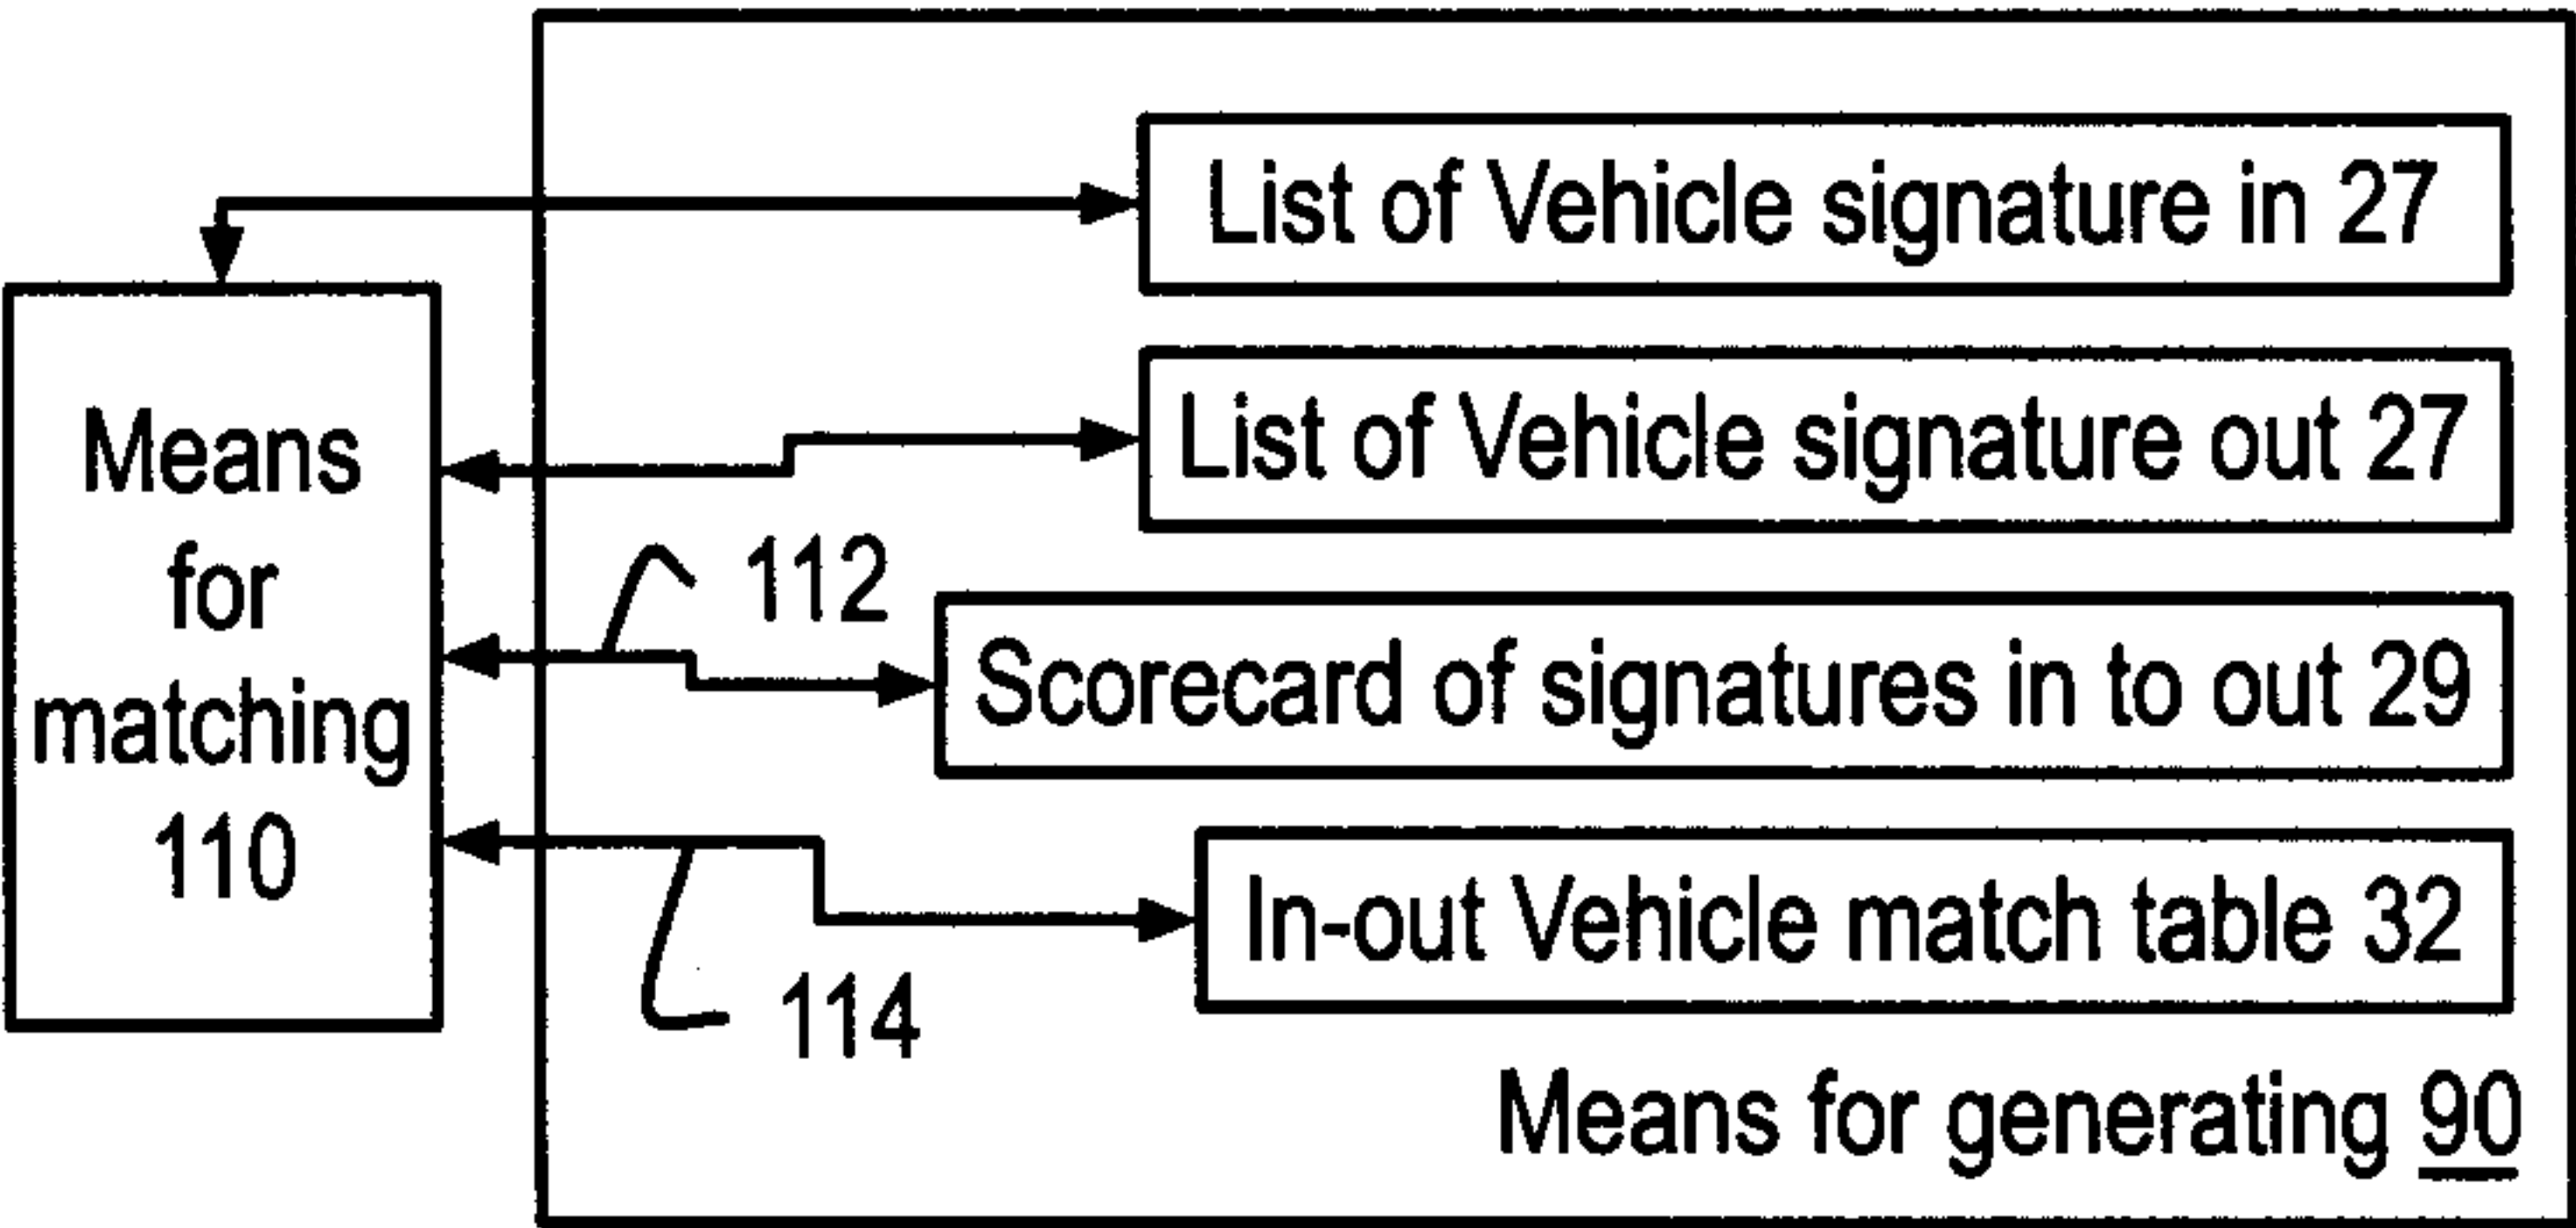 List of Vehicle signature in 27
List of Vehicle signature out 27
Means
for
matching
110
112
Scorecard of signatures in to out 29
In-out Vehicle match table 32
114
Means for generating 90